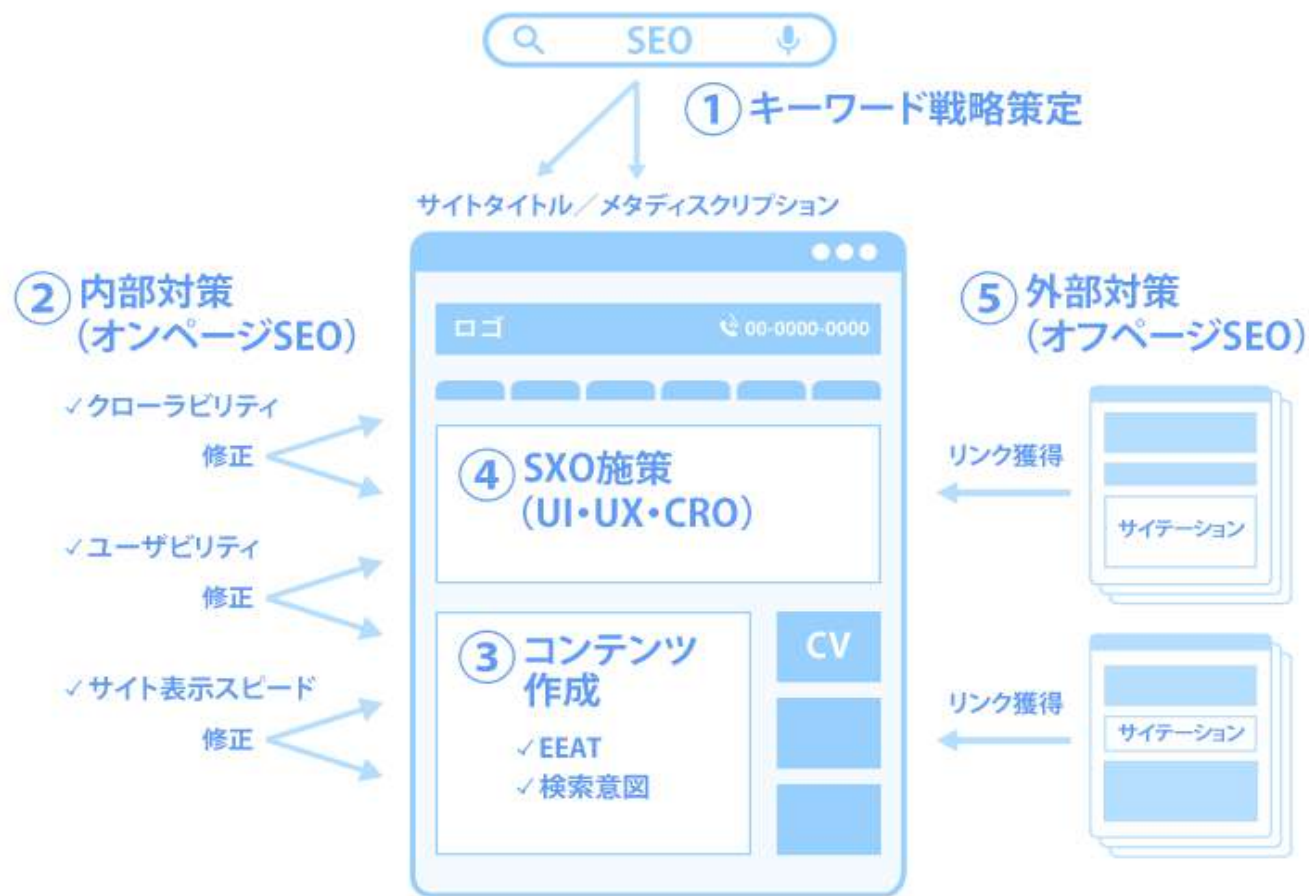 SEO
①キーワード戦略策定
サイトタイトル／メタディスクリプション
②内部対策
（オンページSEO）
✓クローラビリティ
修正
✓ユーザビリティ
修正
✓サイト表示スピード
修正
ロゴ
00-0000-0000
④SXO施策
（UI・UX・CRO）
③コンテンツ
作成
✓EEAT
✓検索意図
CV
⑤外部対策
（オフページSEO）
リンク獲得
サイテーション
リンク獲得
サイテーション